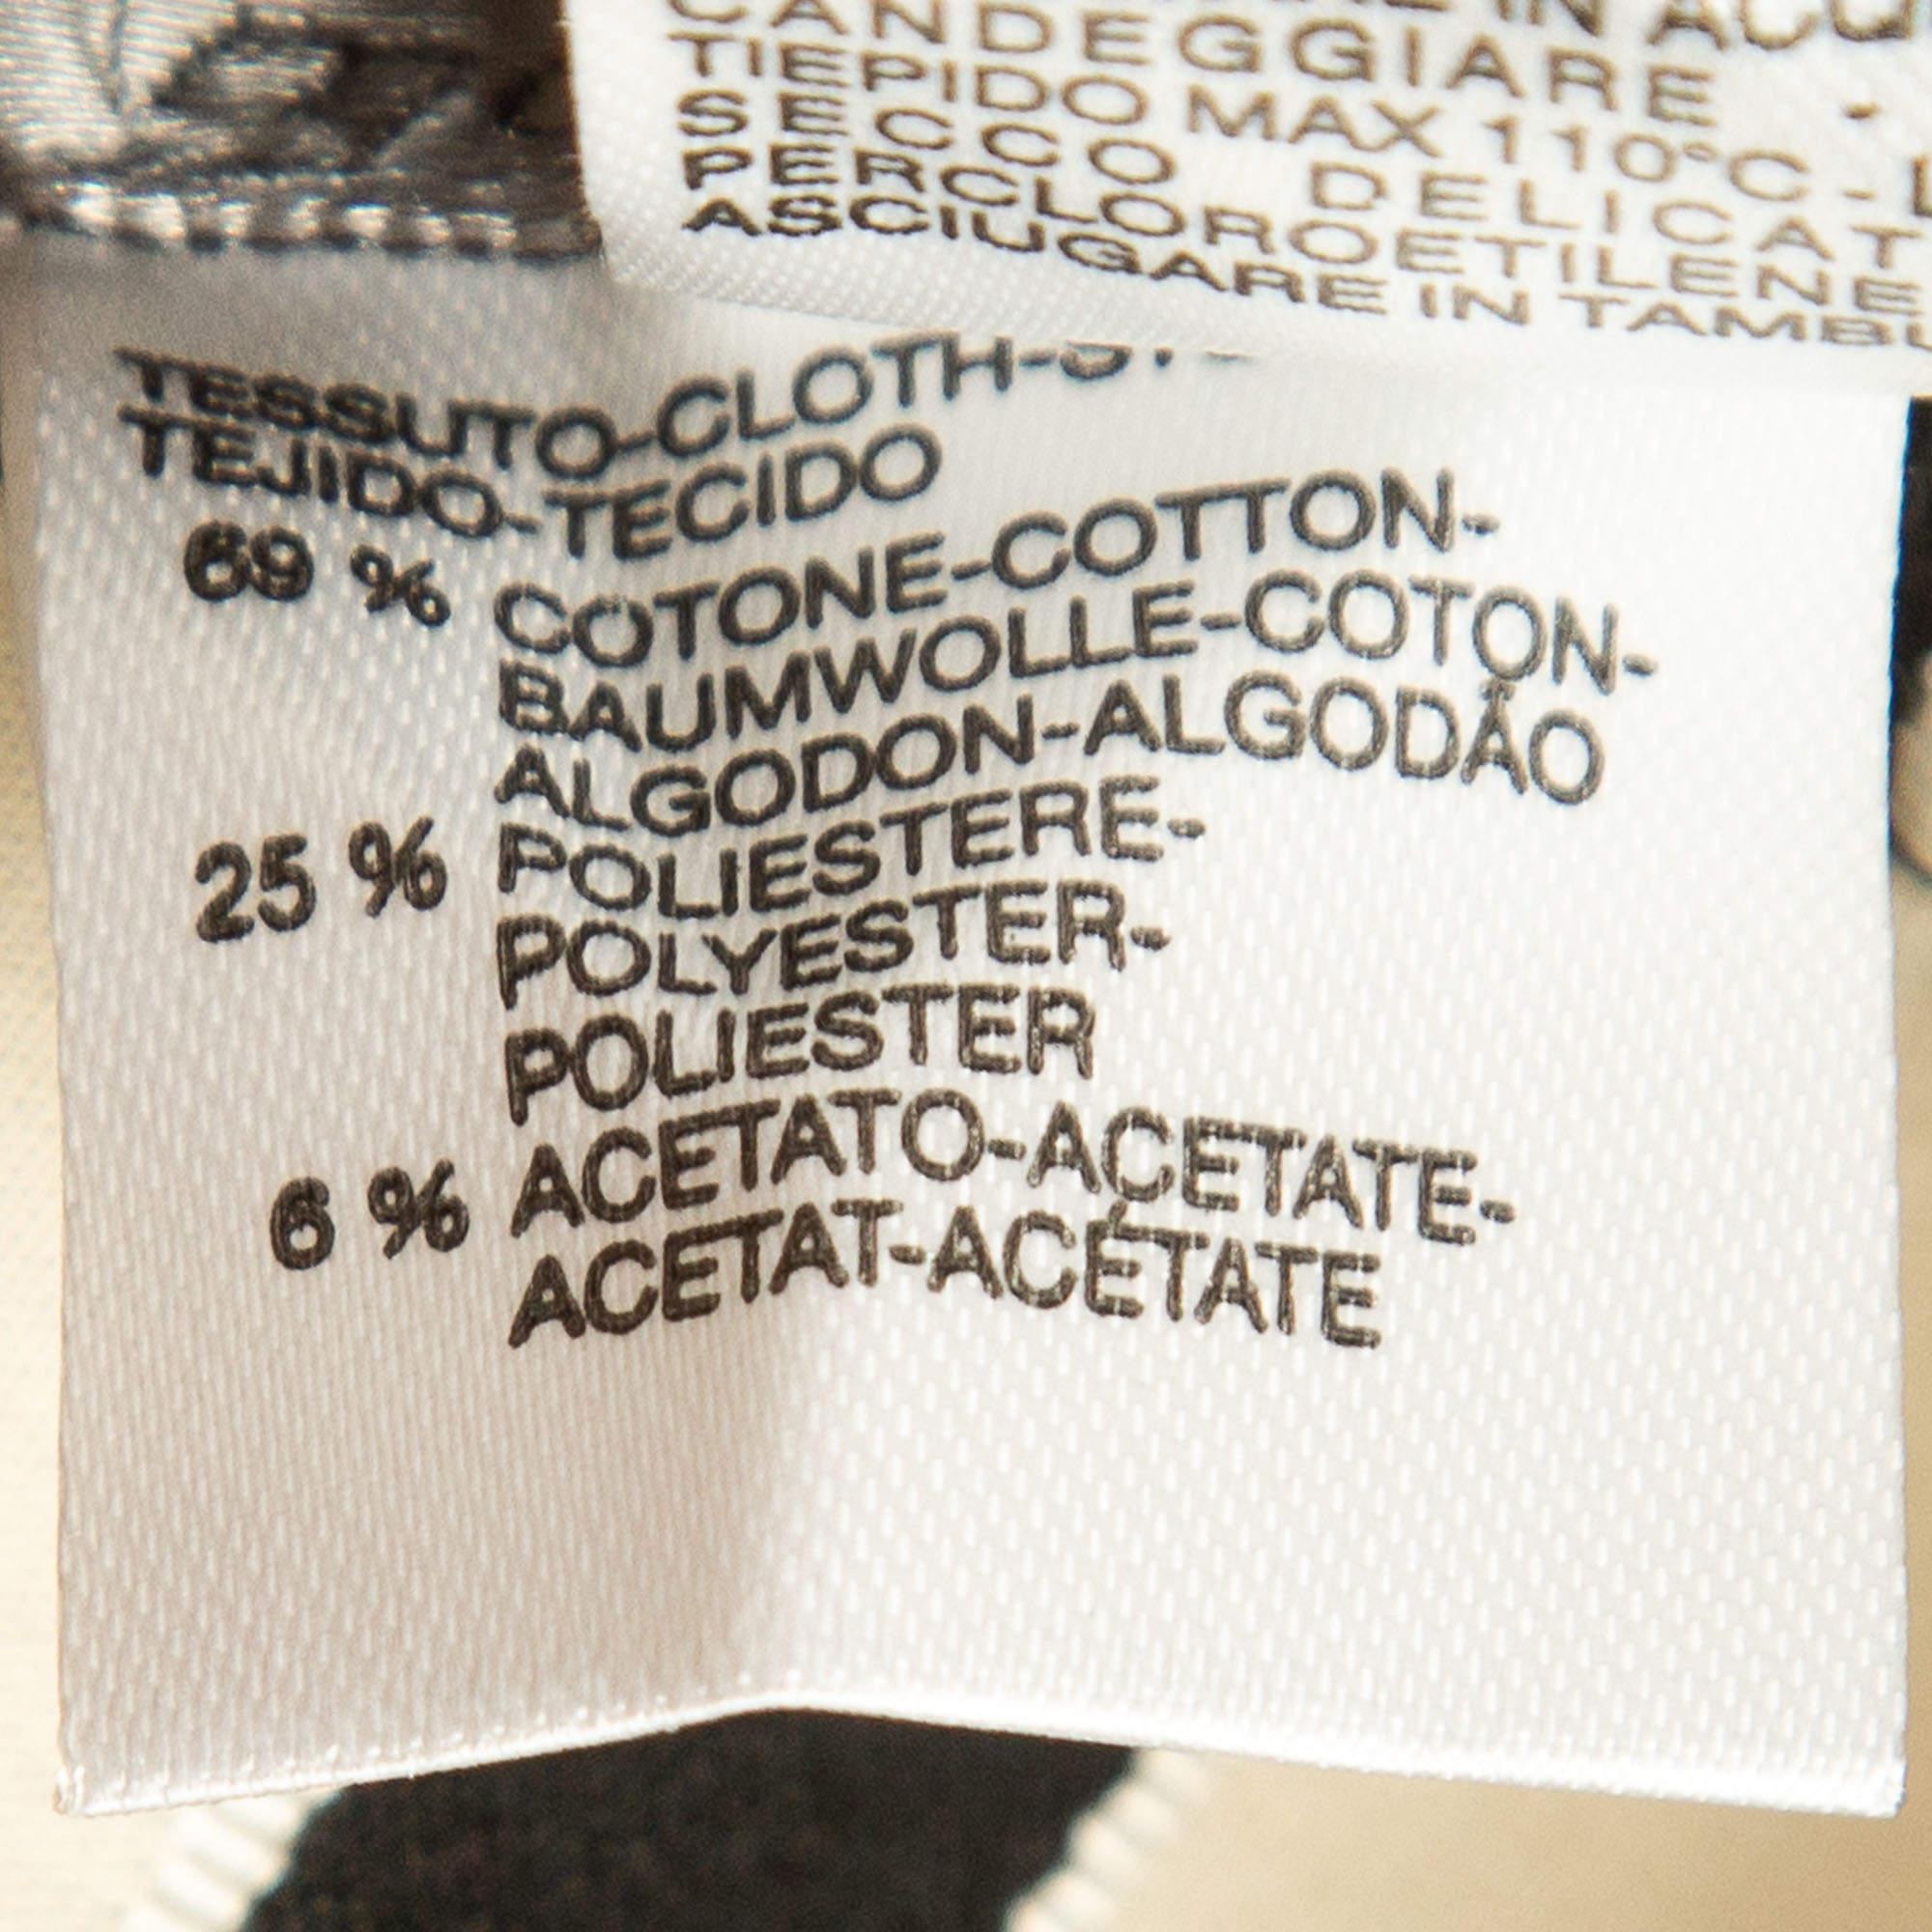 IN
CANDEGGIARE -
TIEPIDO MAX 110°C -
SECCO
PERCLOROETILENE
ASCIUGARE IN
TESSUTO-CLOTH-
TEJIDO-TECIDO
69 % COTONE-COTTON-
BAUMWOLLE-COTON-
ALGODON-ALGODÃO
25 % POLIESTERE-
POLYESTER-
POLIESTER
6 % ACETATO-ACETATE-
ACETAT-ACÉTATE